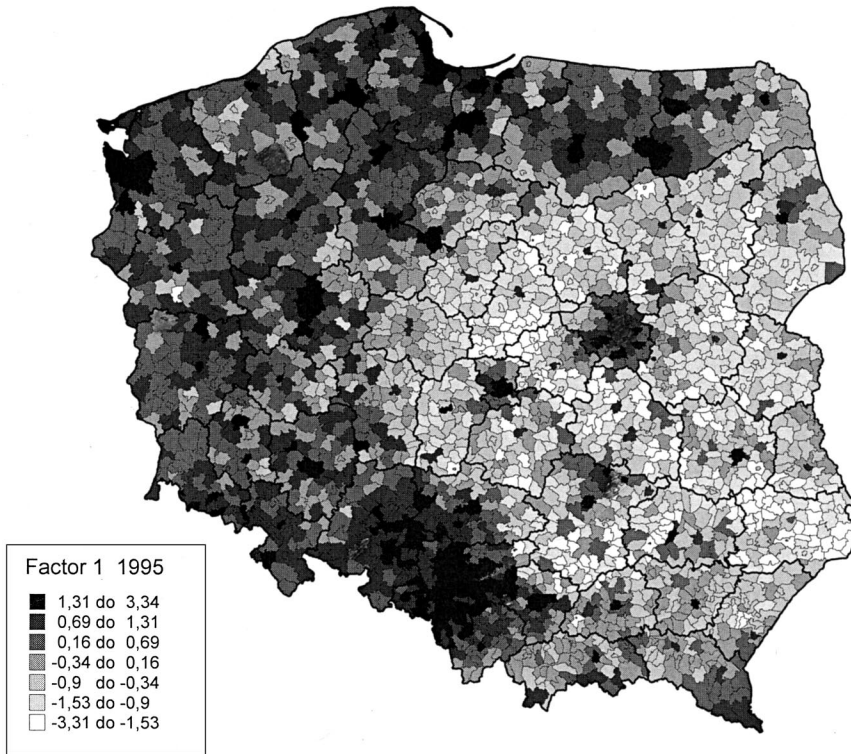 Factor 1 1995
1,31 do 3,34
0,69 do 1,31
0,16 do 0,69
-0,34 do 0,16
-0,9 do -0,34
-1,53 do -0,9
-3,31 do -1,53